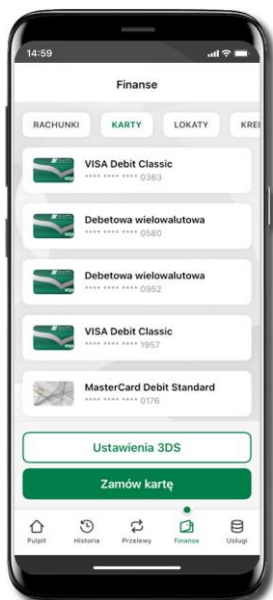 14:59
Finanse
RACHUNKI KARTY LOKATY KREI
VISA Debit Classic
•••• •••• •••• 0363
Debetowa wielowalutowa
•••• •••• •••• 0580
Debetowa wielowalutowa
•••• •••• •••• 0952
VISA Debit Classic
•••• •••• •••• 1957
MasterCard Debit Standard
•••• •••• •••• 0176
Ustawienia 3DS
Zamów kartę
Pulpit Historia Przelewy Finanse Usługi